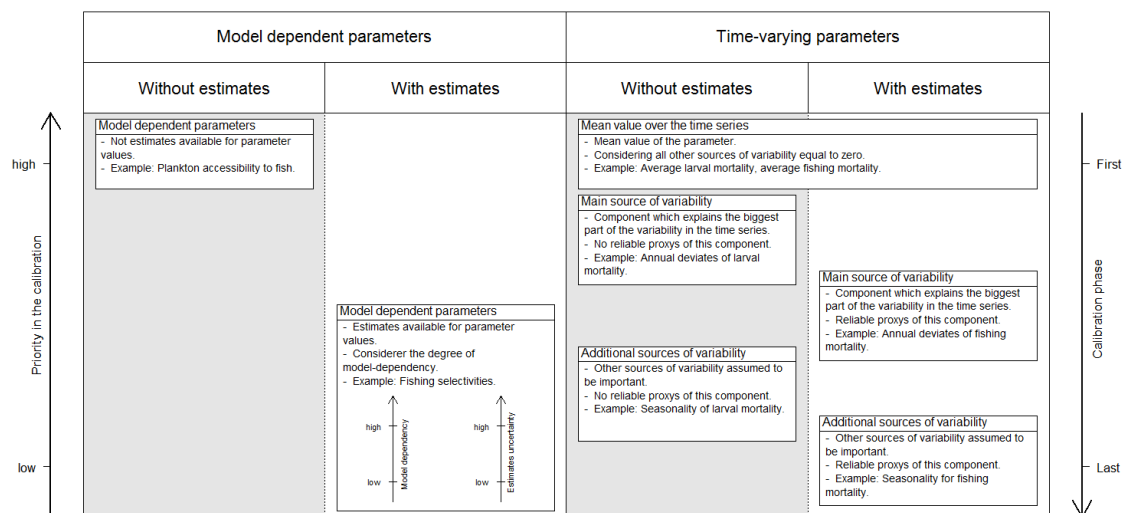 Model dependent parameters
Time-varying parameters
Without estimates
With estimates
Without estimates
With estimates
Priority in the calibration
high
low
Model dependent parameters
- Not estimates available for parameter
values.
- Example: Plankton accessibility to fish.
Model dependent parameters
- Estimates available for parameter
values.
- Considerer the degree of
model-dependency.
- Example: Fishing selectivities.
high
low
Model dependency
high
low
Estimates uncertainty
Mean value over the time series
- Mean value of the parameter.
- Considering all other sources of variability equal to zero.
- Example: Average larval mortality, average fishing mortality.
Main source of variability
- Component which explains the biggest
part of the variability in the time series.
- No reliable proxys of this component.
- Example: Annual deviates of larval
mortality.
Additional sources of variability
- Other sources of variability assumed to
be important.
- No reliable proxys of this component.
- Example: Seasonality of larval mortality.
Main source of variability
- Component which explains the biggest
part of the variability in the time series.
- Reliable proxys of this component.
- Example: Annual deviates of fishing
mortality.
Additional sources of variability
- Other sources of variability assumed to
be important.
- Reliable proxys of this component.
- Example: Seasonality for fishing
mortality.
First
Last
Calibration phase